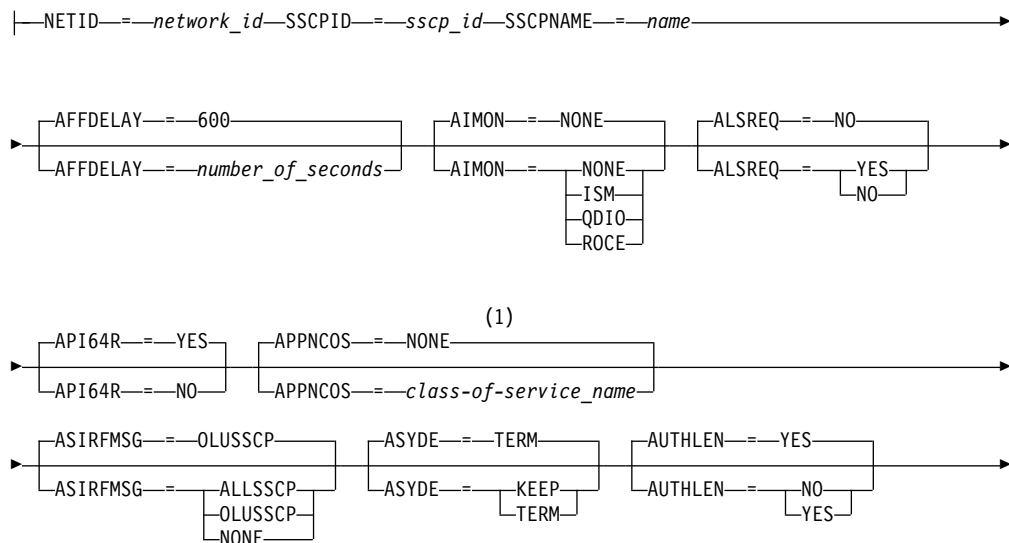 NETID = network_id SSCPID = sscp_id SSCPNAME = name
AFFDELAY = 600 AIMON = NONE ALSREQ = NO
AFFDELAY = number_of_seconds AIMON = NONE ALSREQ = YES
ISM NO
QDIO
ROCE
(1)
API64R = YES APPNCOS = NONE
API64R = NO APPNCOS = class-of-service_name
ASIRFMSG = OLUSSCP ASYDE = TERM AUTHLEN = YES
ASIRFMSG = ALLSSCP ASYDE = KEEP AUTHLEN = NO
OLUSSCP TERM YES
NONE